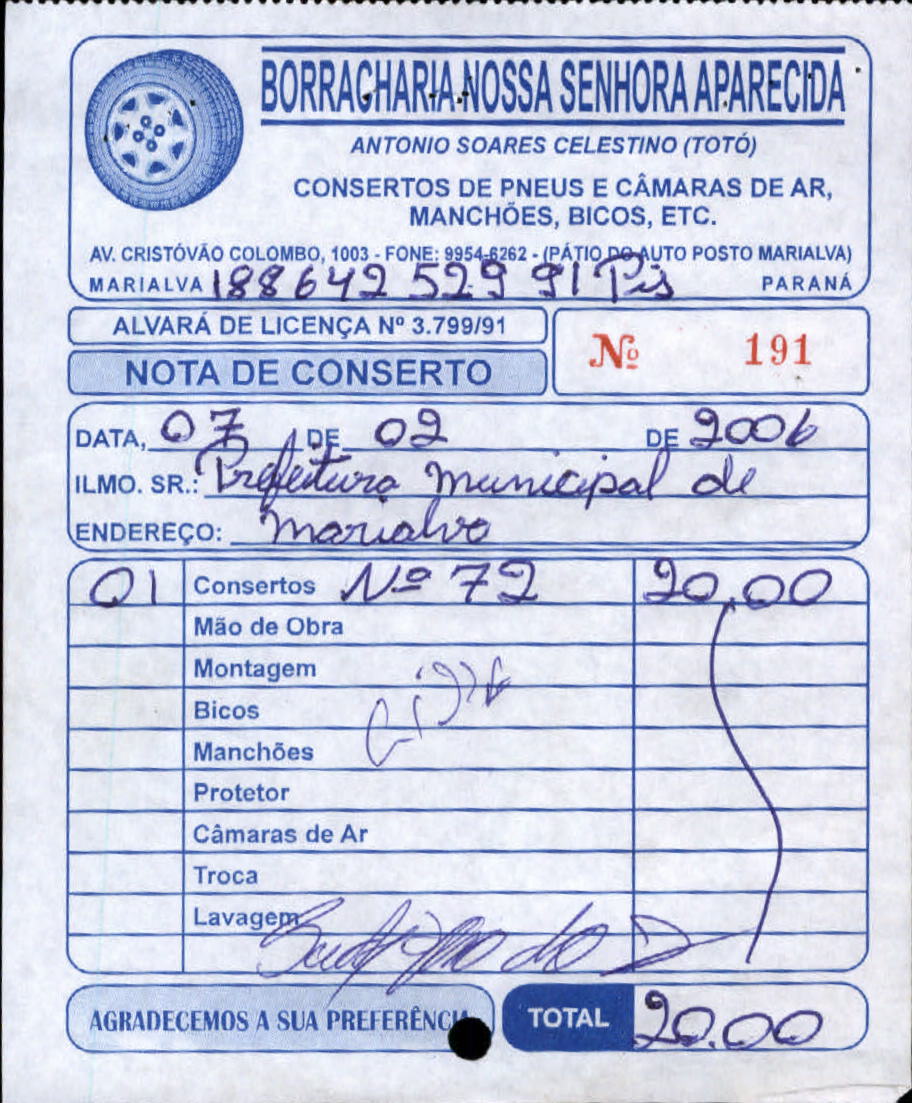 BORRACHARIA NOSSA SENHORA APARECIDA
ANTONIO SOARES CELESTINO (TOTÓ)
CONSERTOS DE PNEUS E CÂMARAS DE AR,
MANCHÕES, BICOS, ETC.
AV. CRISTÓVÃO COLOMBO, 1003 - FONE: 9954-6262 - (PÁTIO DO AUTO POSTO MARIALVA)
MARIALVA 188642 529 91 Pis PARANÁ
ALVARÁ DE LICENÇA Nº 3.799/91
Nº 191
NOTA DE CONSERTO
DATA, 07 DE 02 DE 2006
ILMO. SR.: Prefeitura municipal de
ENDEREÇO: marialva
01 Consertos Nº 72 20,00
Mão de Obra
Montagem
Bicos
Manchões
Protetor
Câmaras de Ar
Troca
Lavagem
AGRADECEMOS A SUA PREFERÊNCIA
TOTAL 20.00